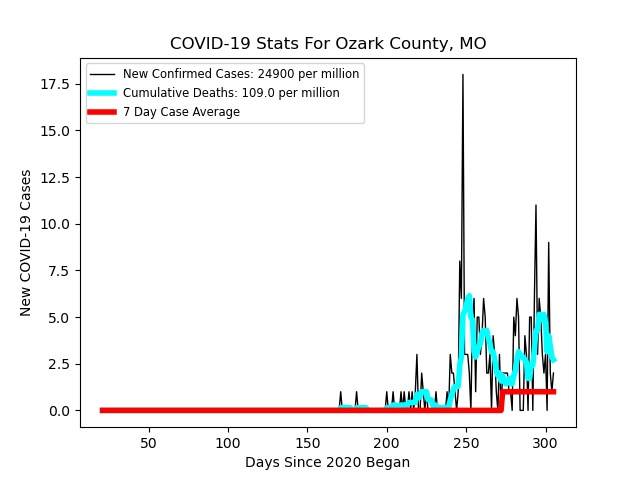 COVID-19 Stats For Ozark County, MO
New Confirmed Cases: 24900 per million
Cumulative Deaths: 109.0 per million
7 Day Case Average
New COVID-19 Cases
17.5
15.0
12.5
10.0
7.5
5.0
2.5
0.0
50 100 150 200 250 300
Days Since 2020 Began